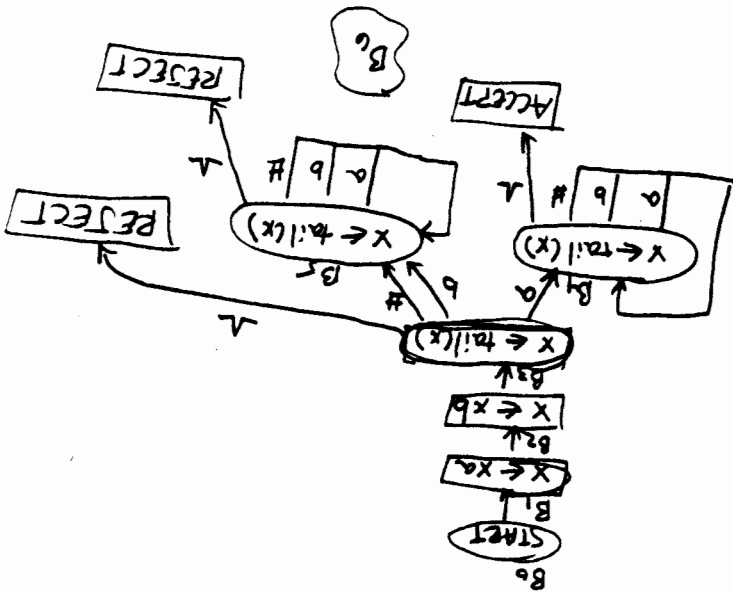 B0
START
B1
X ← xa
B2
X ← xb
B3
X ← tail(x)
a
b
#
Λ
B4
X ← tail(x)
B5
X ← tail(x)
REJECT
a b #
Λ
a b #
Λ
ACCEPT
REJECT
B6